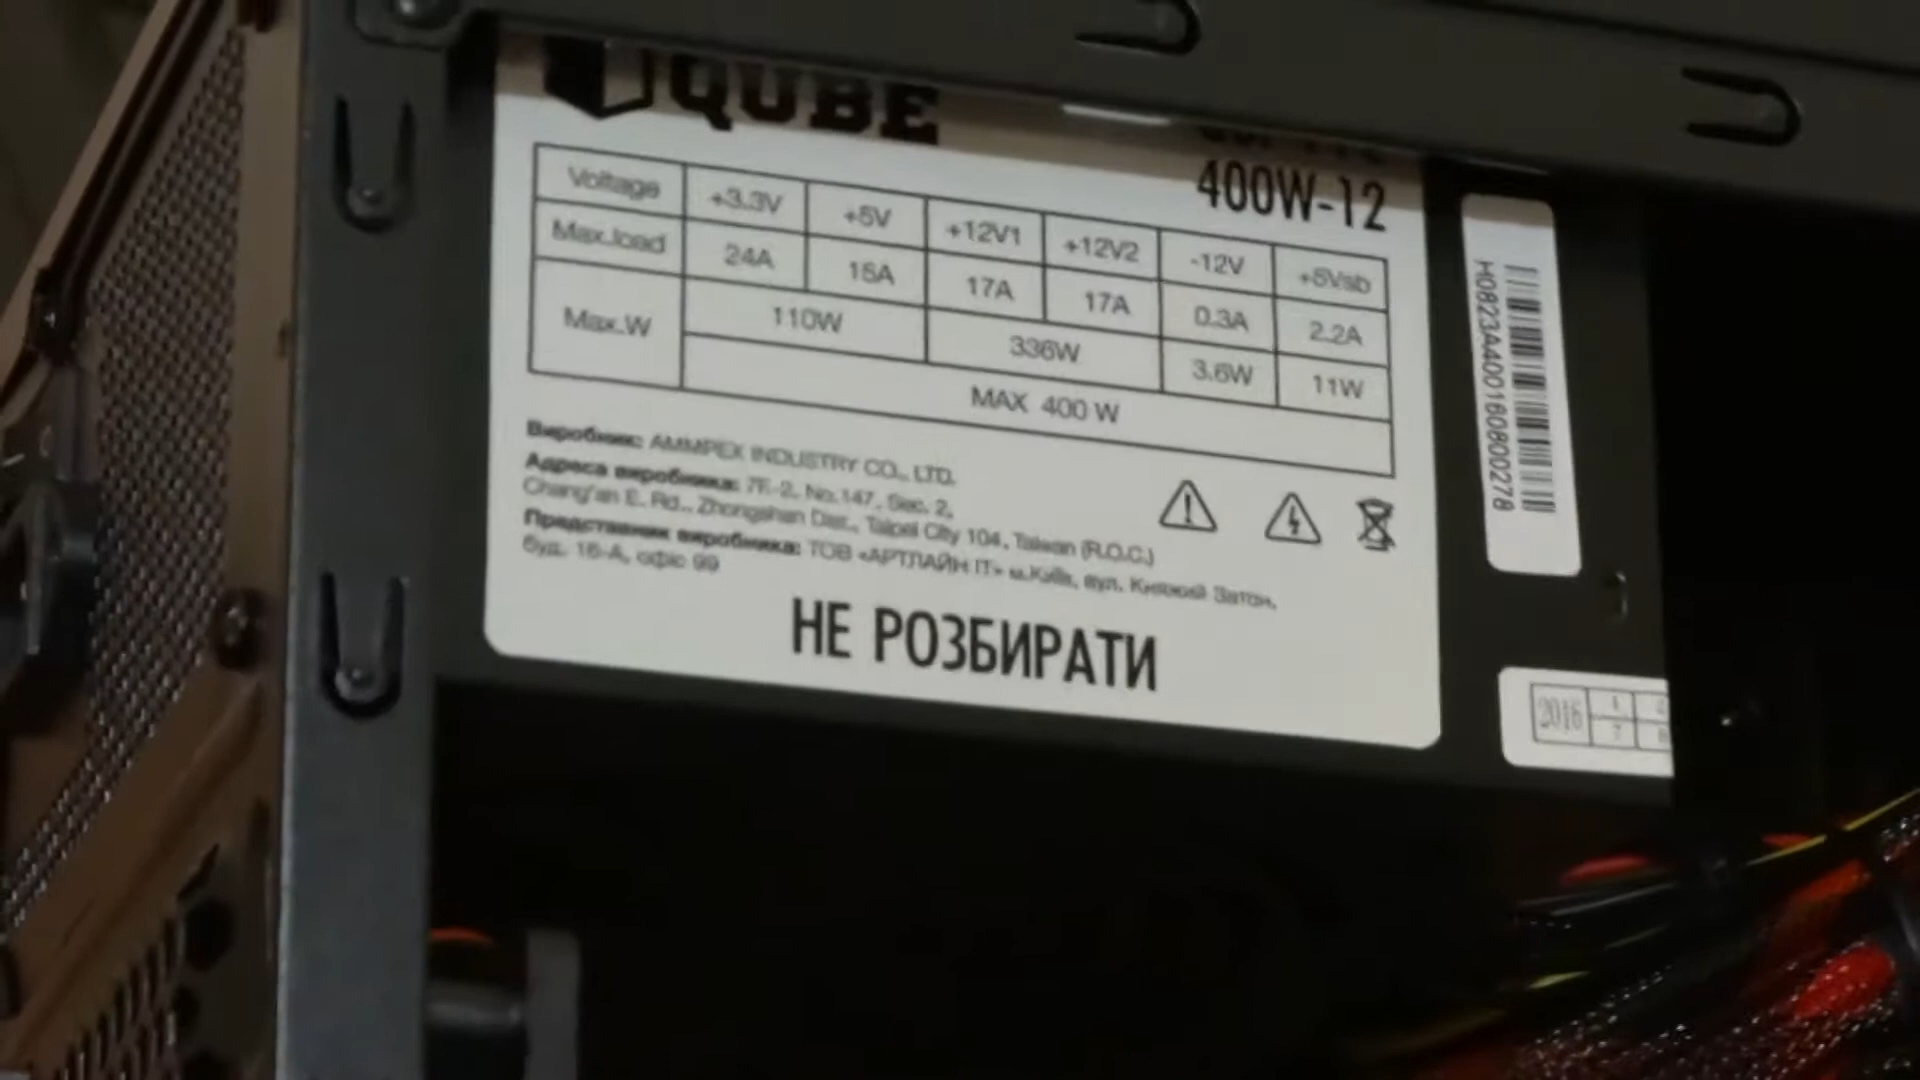 QUBE
400W-12
Voltage +3.3V +5V +12V1 +12V2 -12V +5Vsb
Max.load 24A 15A 17A 17A 0.3A 2.2A
Max.W 110W 336W 3.6W 11W
MAX 400 W
Виробник: AMMPEX INDUSTRY CO., LTD.
Адреса виробника: 7F-2, No.147, Sec. 2,
Chang'an E. Rd., Zhongshan Dist., Taipei City 104, Taiwan (R.O.C.)
Представник виробника: ТОВ «АРТЛАЙН ІТ» м.Київ, вул. Княжий Затон,
буд. 16-А, офіс 99
НЕ РОЗБИРАТИ
H0823A400160800278
2016 1
7 8